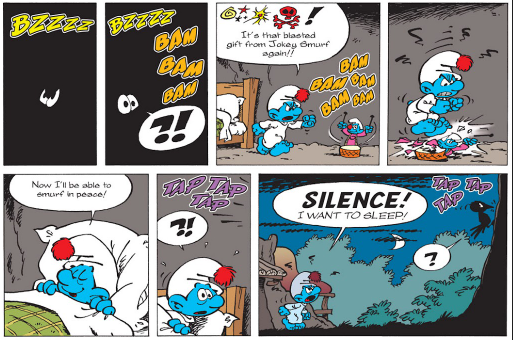 BZZZZ
BZZZZ
BAM
BAM
BAM
?!
!
It's that blasted
gift from Jokey Smurf
again!!
BAM
BAM BAM
BAM BAM
Now I'll be able to
smurf in peace!
TAP TAP
TAP
?!
SILENCE!
I WANT TO SLEEP!
TAP TAP
TAP
?